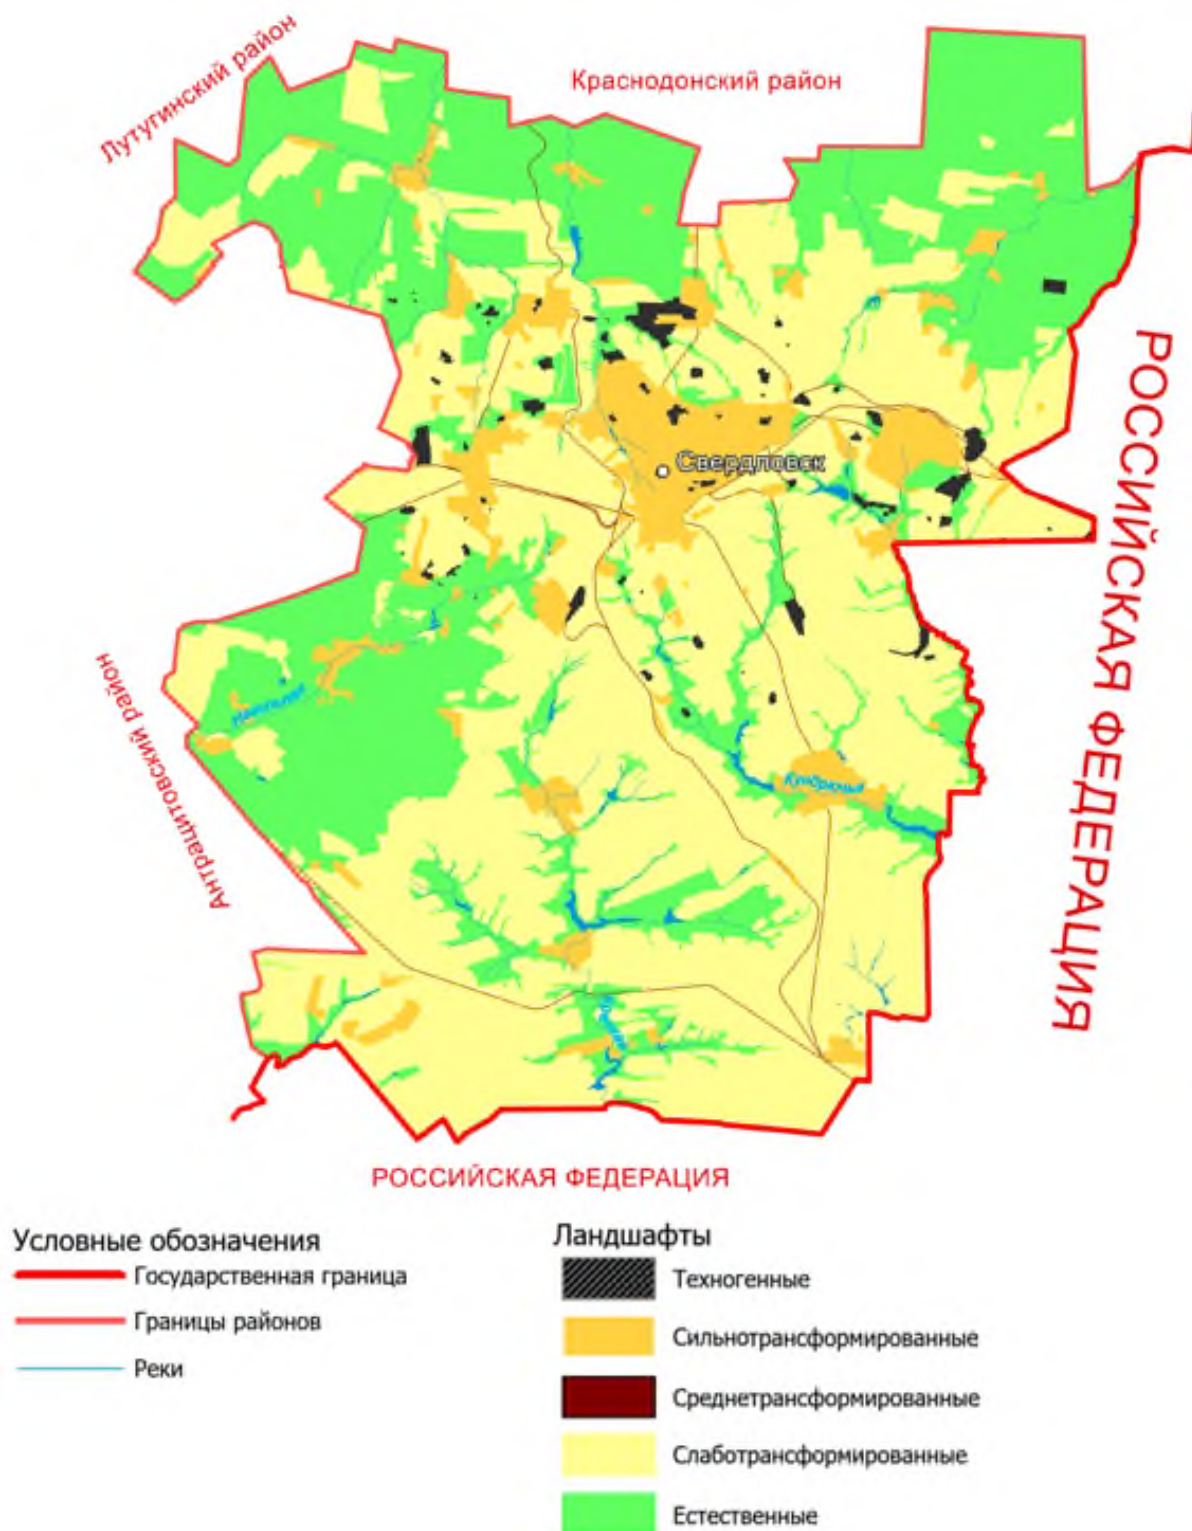 Лутугинский район
Краснодонский район
РОССИЙСКАЯ ФЕДЕРАЦИЯ
Свердловск
Антрацитовский район
Кундрючья
РОССИЙСКАЯ ФЕДЕРАЦИЯ
Условные обозначения
Государственная граница
Границы районов
Реки
Ландшафты
Техногенные
Сильнотрансформированные
Среднетрансформированные
Слаботрансформированные
Естественные